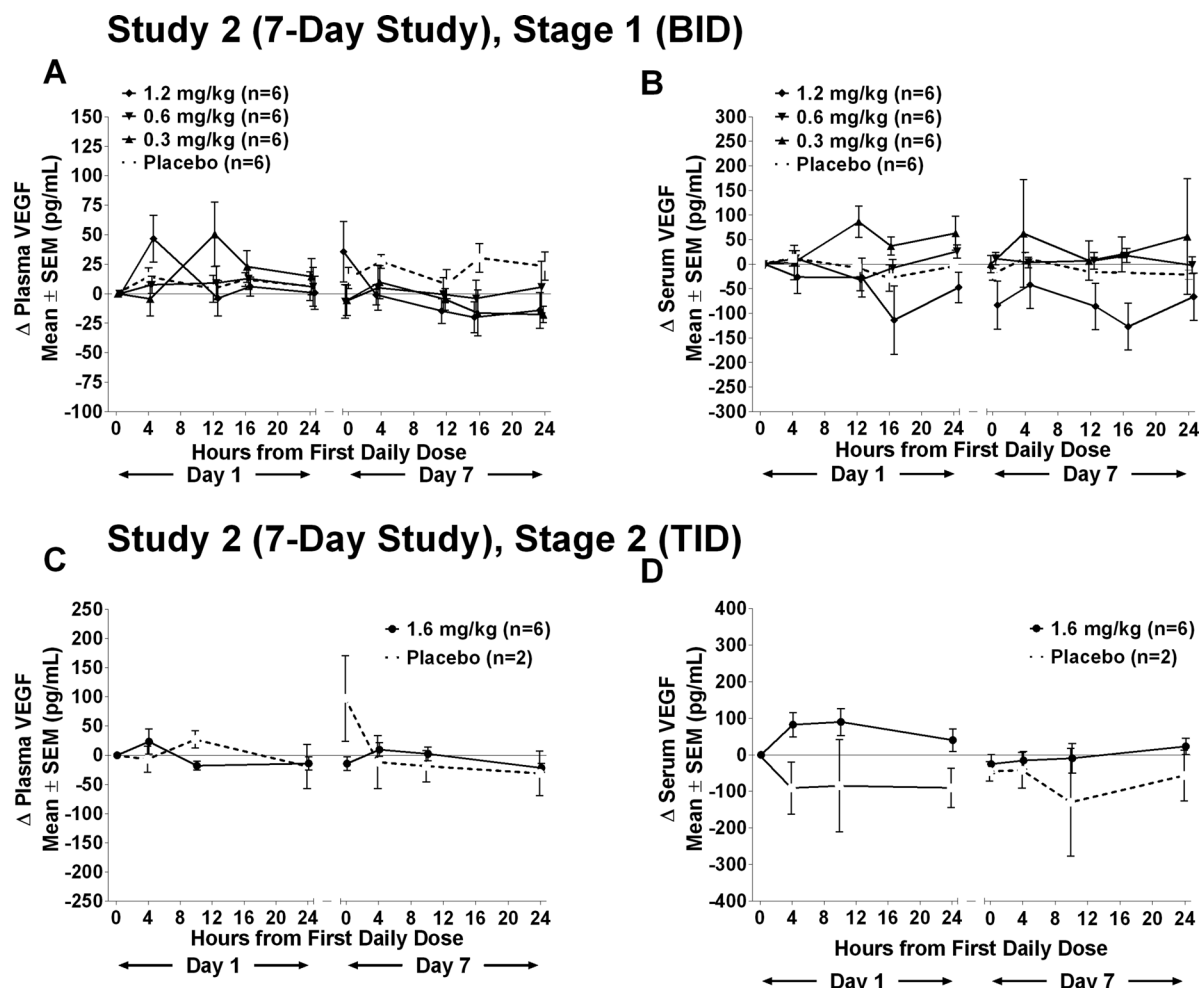 Study 2 (7-Day Study), Stage 1 (BID)
A
1.2 mg/kg (n=6)
0.6 mg/kg (n=6)
0.3 mg/kg (n=6)
Placebo (n=6)
Δ Plasma VEGF
Mean ± SEM (pg/mL)
150
125
100
75
50
25
0
-25
-50
-75
-100
0 4 8 12 16 20 24 0 4 8 12 16 20 24
Hours from First Daily Dose
Day 1 Day 7
B
1.2 mg/kg (n=6)
0.6 mg/kg (n=6)
0.3 mg/kg (n=6)
Placebo (n=6)
Δ Serum VEGF
Mean ± SEM (pg/mL)
300
250
200
150
100
50
0
-50
-100
-150
-200
-250
-300
0 4 8 12 16 20 24 0 4 8 12 16 20 24
Hours from First Daily Dose
Day 1 Day 7
Study 2 (7-Day Study), Stage 2 (TID)
C
1.6 mg/kg (n=6)
Placebo (n=2)
Δ Plasma VEGF
Mean ± SEM (pg/mL)
250
200
150
100
50
0
-50
-100
-150
-200
-250
0 4 8 12 16 20 24 0 4 8 12 16 20 24
Hours from First Daily Dose
Day 1 Day 7
D
1.6 mg/kg (n=6)
Placebo (n=2)
Δ Serum VEGF
Mean ± SEM (pg/mL)
400
300
200
100
0
-100
-200
-300
-400
0 4 8 12 16 20 24 0 4 8 12 16 20 24
Hours from First Daily Dose
Day 1 Day 7